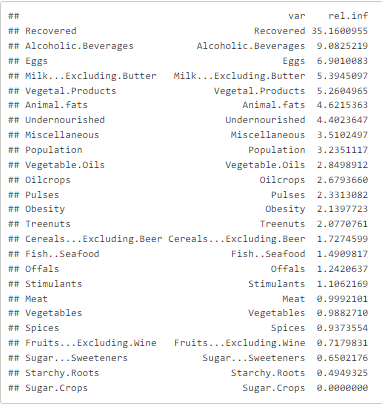 ## var rel.inf
## Recovered Recovered 35.1600955
## Alcoholic.Beverages Alcoholic.Beverages 9.0825219
## Eggs Eggs 6.9010083
## Milk...Excluding.Butter Milk...Excluding.Butter 5.3945097
## Vegetal.Products Vegetal.Products 5.2604965
## Animal.fats Animal.fats 4.6215363
## Undernourished Undernourished 4.4023647
## Miscellaneous Miscellaneous 3.5102497
## Population Population 3.2351117
## Vegetable.Oils Vegetable.Oils 2.8498912
## Oilcrops Oilcrops 2.6793660
## Pulses Pulses 2.3313082
## Obesity Obesity 2.1397723
## Treenuts Treenuts 2.0770761
## Cereals...Excluding.Beer Cereals...Excluding.Beer 1.7274599
## Fish..Seafood Fish..Seafood 1.4909817
## Offals Offals 1.2420637
## Stimulants Stimulants 1.1062169
## Meat Meat 0.9992101
## Vegetables Vegetables 0.9882710
## Spices Spices 0.9373554
## Fruits...Excluding.Wine Fruits...Excluding.Wine 0.7179831
## Sugar...Sweeteners Sugar...Sweeteners 0.6502176
## Starchy.Roots Starchy.Roots 0.4949325
## Sugar.Crops Sugar.Crops 0.0000000